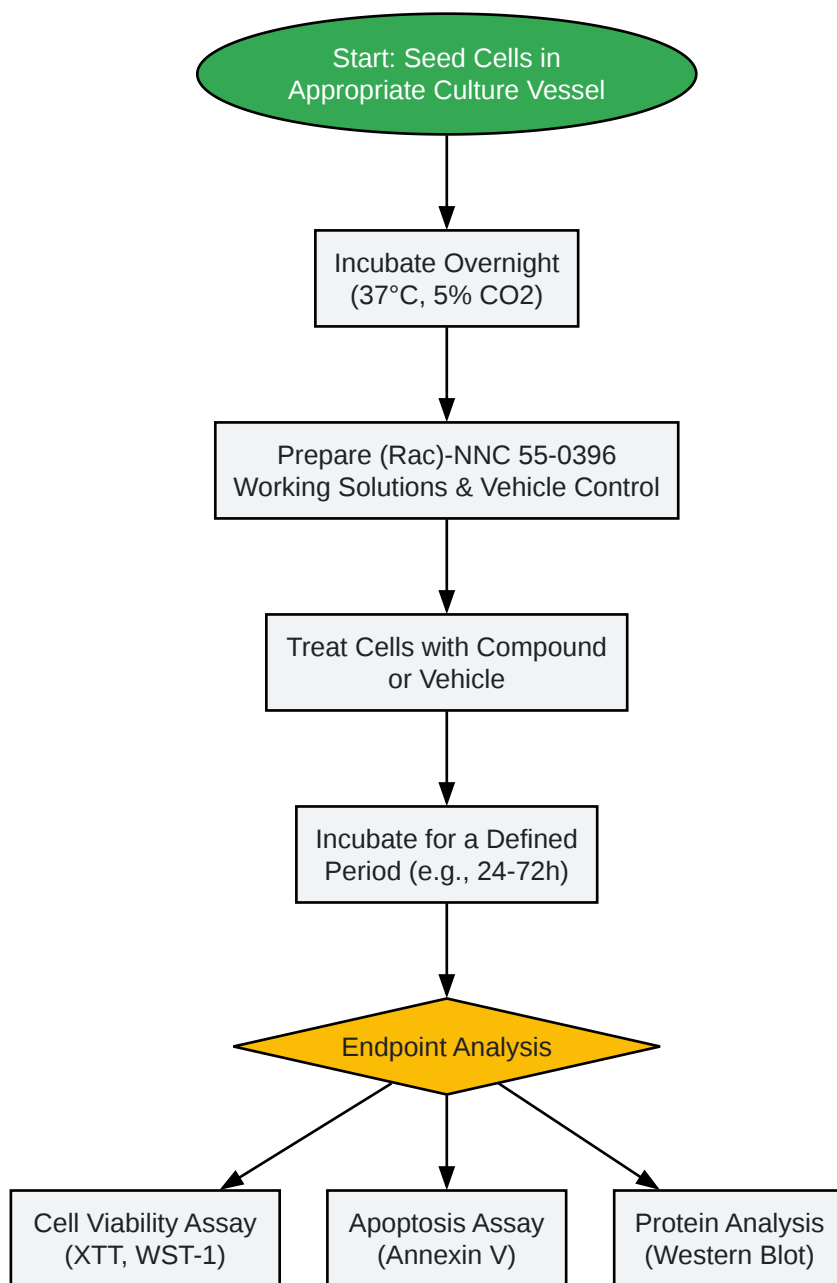 Start: Seed Cells in
Appropriate Culture Vessel
Incubate Overnight
(37°C, 5% CO2)
Prepare (Rac)-NNC 55-0396
Working Solutions & Vehicle Control
Treat Cells with Compound
or Vehicle
Incubate for a Defined
Period (e.g., 24-72h)
Endpoint Analysis
Cell Viability Assay
(XTT, WST-1)
Apoptosis Assay
(Annexin V)
Protein Analysis
(Western Blot)